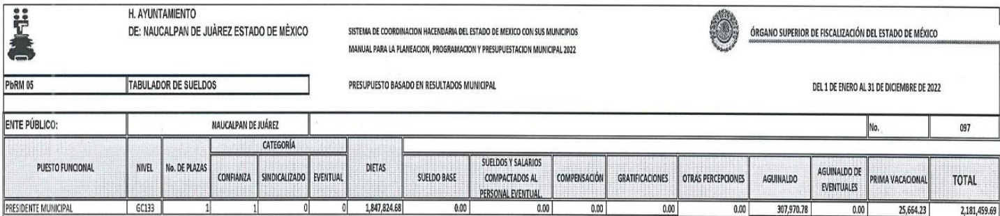 H. AYUNTAMIENTO
DE: NAUCALPAN DE JUÀREZ ESTADO DE MÈXICO
SISTEMA DE COORDINACION HACENDARIA DEL ESTADO DE MEXICO CON SUS MUNICIPIOS
MANUAL PARA LA PLANEACION, PROGRAMACION Y PRESUPUESTACION MUNICIPAL 2022
ÓRGANO SUPERIOR DE FISCALIZACIÓN DEL ESTADO DE MÉXICO
PbRM 05 TABULADOR DE SUELDOS PRESUPUESTO BASADO EN RESULTADOS MUNICIPAL DEL 1 DE ENERO AL 31 DE DICIEMBRE DE 2022
ENTE PÚBLICO: NAUCALPAN DE JUÁREZ No. 097
PUESTO FUNCIONAL NIVEL No. DE PLAZAS
CATEGORÍA
CONFIANZA SINDICALIZADO EVENTUAL
DIETAS
SUELDO BASE
SUELDOS Y SALARIOS
COMPACTADOS AL
PERSONAL EVENTUAL.
COMPENSACIÓN GRATIFICACIONES OTRAS PERCEPCIONES AGUINALDO
AGUINALDO DE
EVENTUALES
PRIMA VACACIONAL TOTAL
PRESIDENTE MUNICIPAL GC133 1 1 0 0 1,847,824.68 0.00 0.00 0.00 0.00 0.00 307,970.78 0.00 25,664.23 2,181,459.69